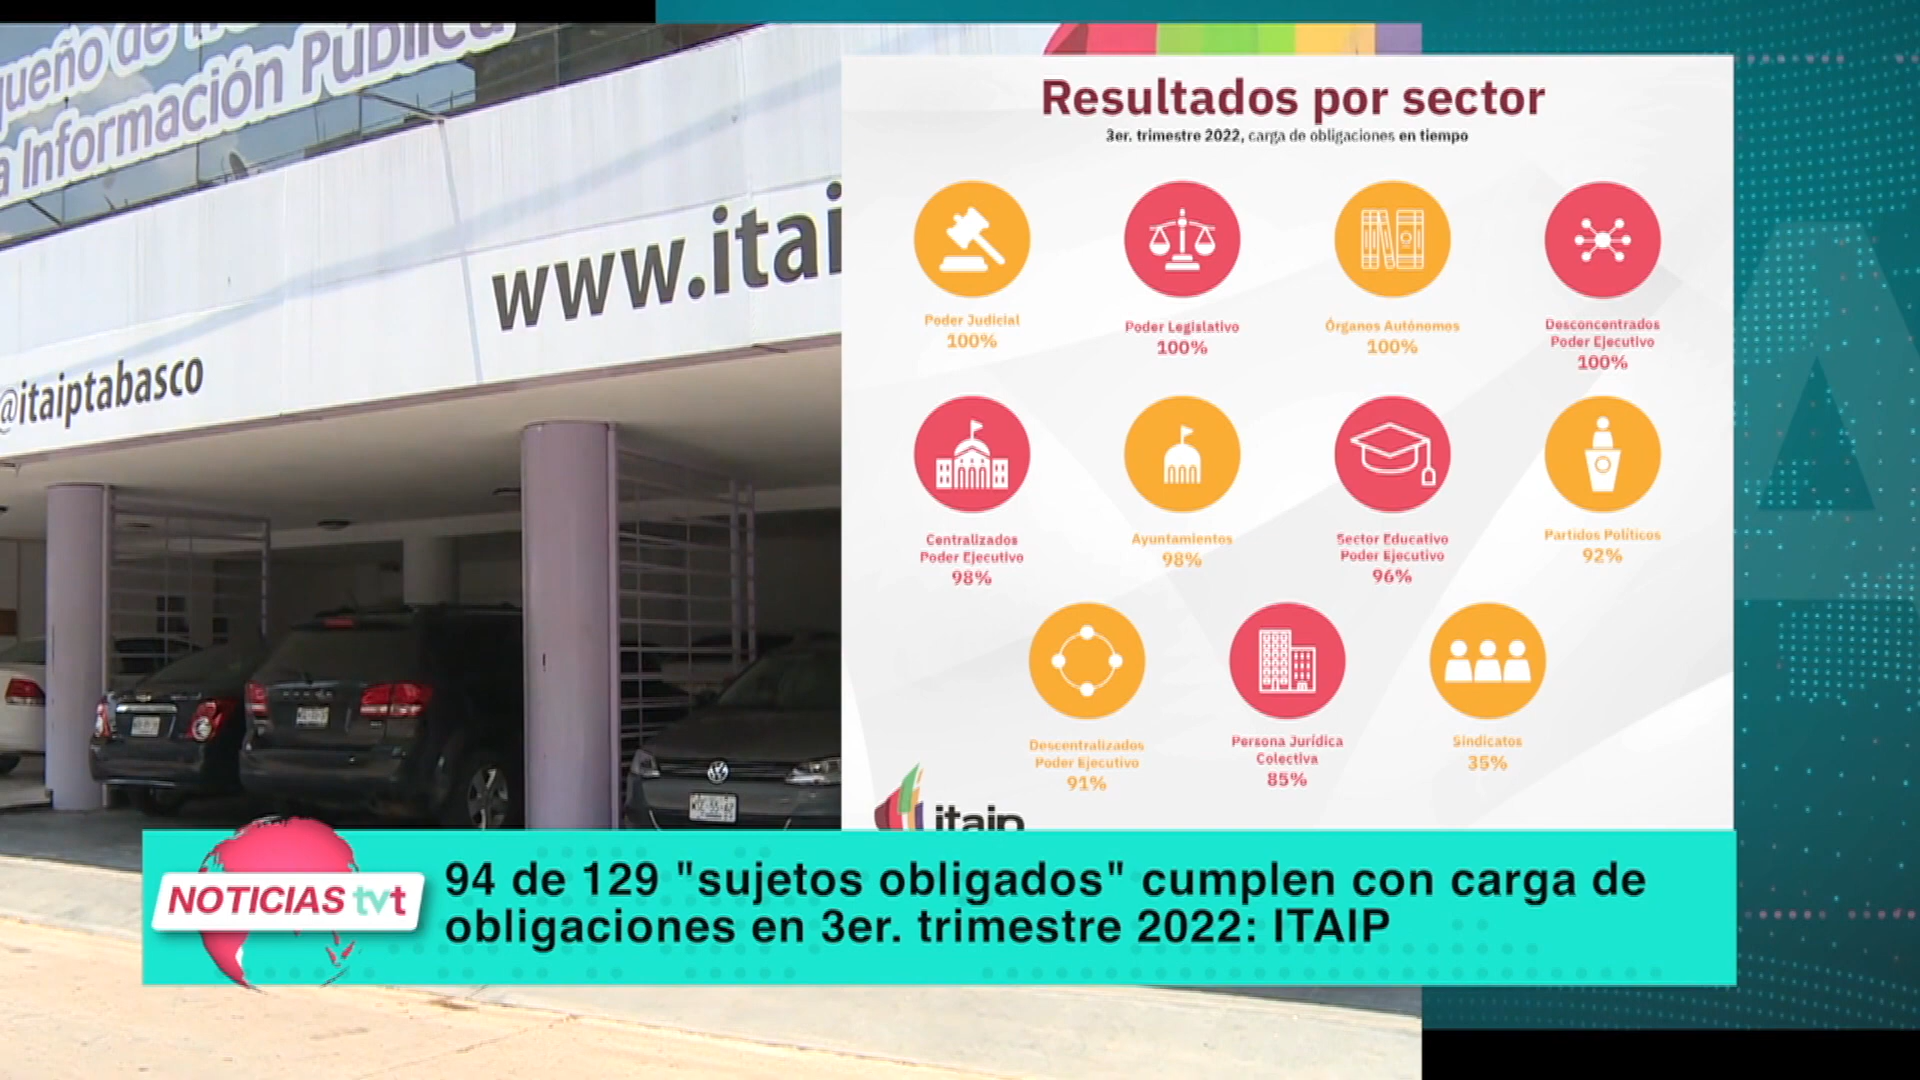 queño de
a Información Pública
www.itai
@itaiptabasco
Resultados por sector
3er. trimestre 2022, carga de obligaciones en tiempo
Poder Judicial
100%
Poder Legislativo
100%
Órganos Autónomos
100%
Desconcentrados
Poder Ejecutivo
100%
Centralizados
Poder Ejecutivo
98%
Ayuntamientos
98%
Sector Educativo
Poder Ejecutivo
96%
Partidos Políticos
92%
Descentralizados
Poder Ejecutivo
91%
Persona Jurídica
Colectiva
85%
Sindicatos
35%
itaip
NOTICIAS tvt
94 de 129 "sujetos obligados" cumplen con carga de
obligaciones en 3er. trimestre 2022: ITAIP